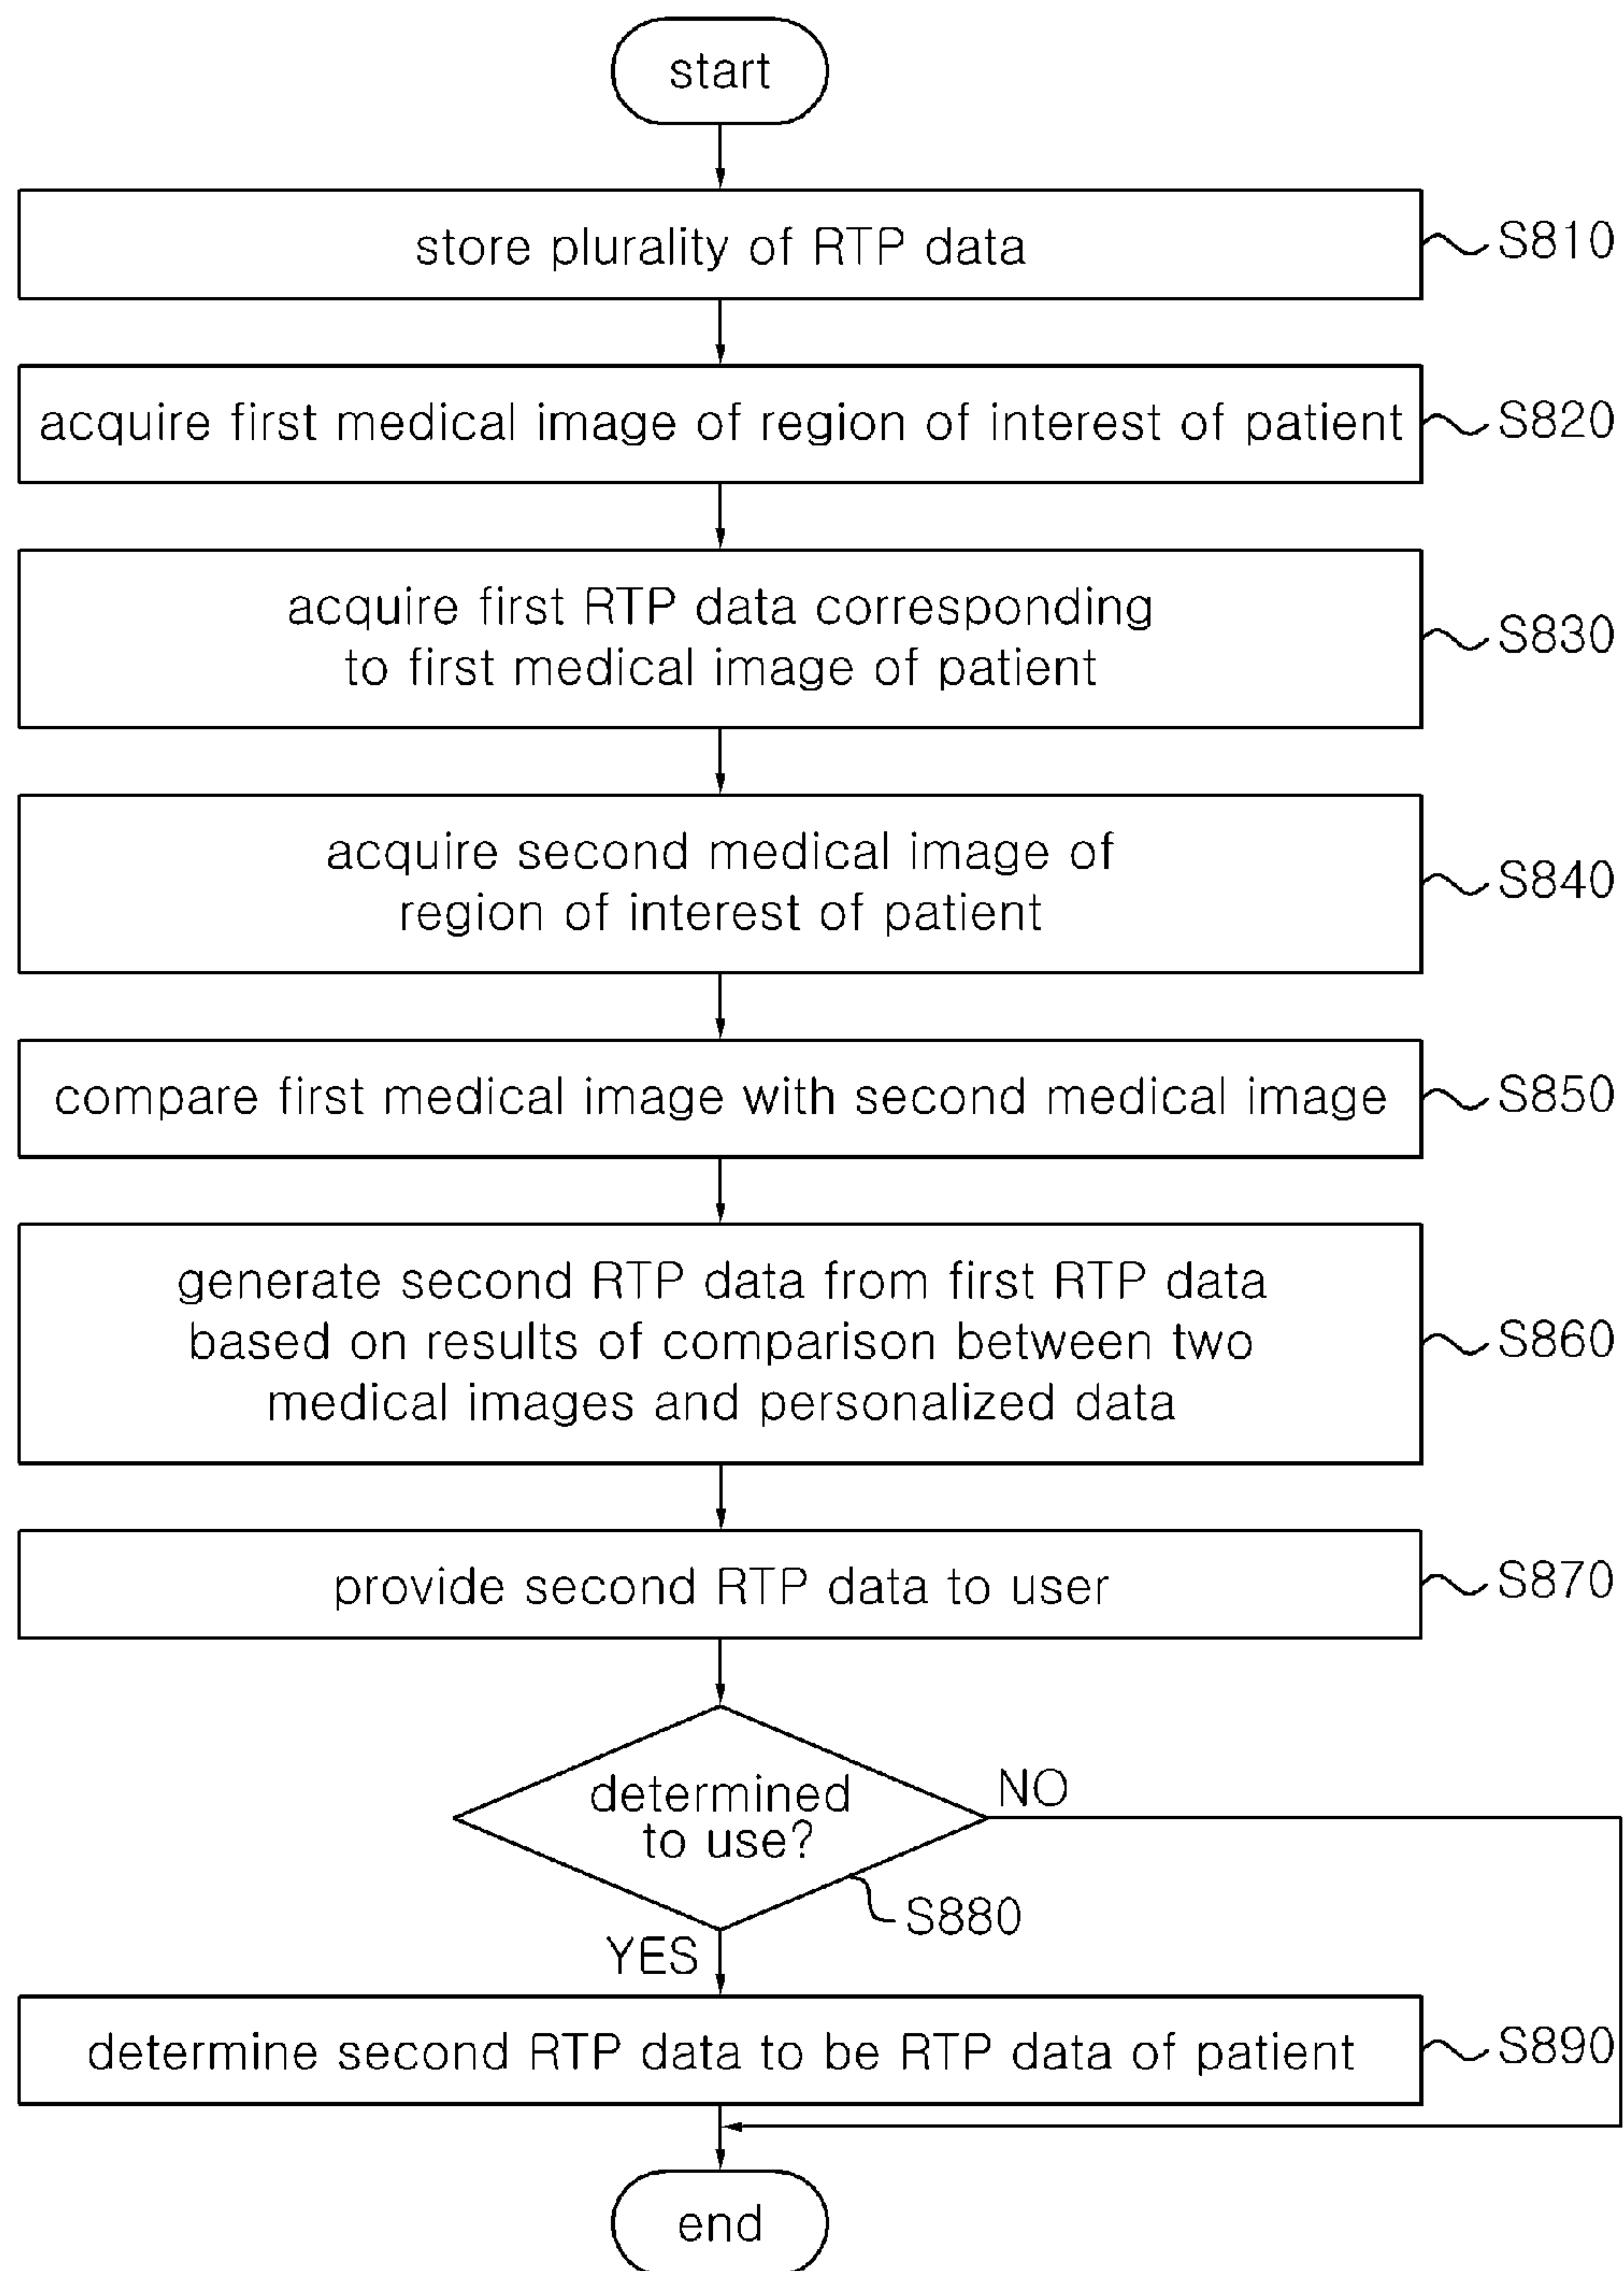 start
store plurality of RTP data
S810
acquire first medical image of region of interest of patient
S820
acquire first RTP data corresponding
to first medical image of patient
S830
acquire second medical image of
region of interest of patient
S840
compare first medical image with second medical image
S850
generate second RTP data from first RTP data
based on results of comparison between two
medical images and personalized data
S860
provide second RTP data to user
S870
determined
to use?
NO
S880
YES
determine second RTP data to be RTP data of patient
S890
end